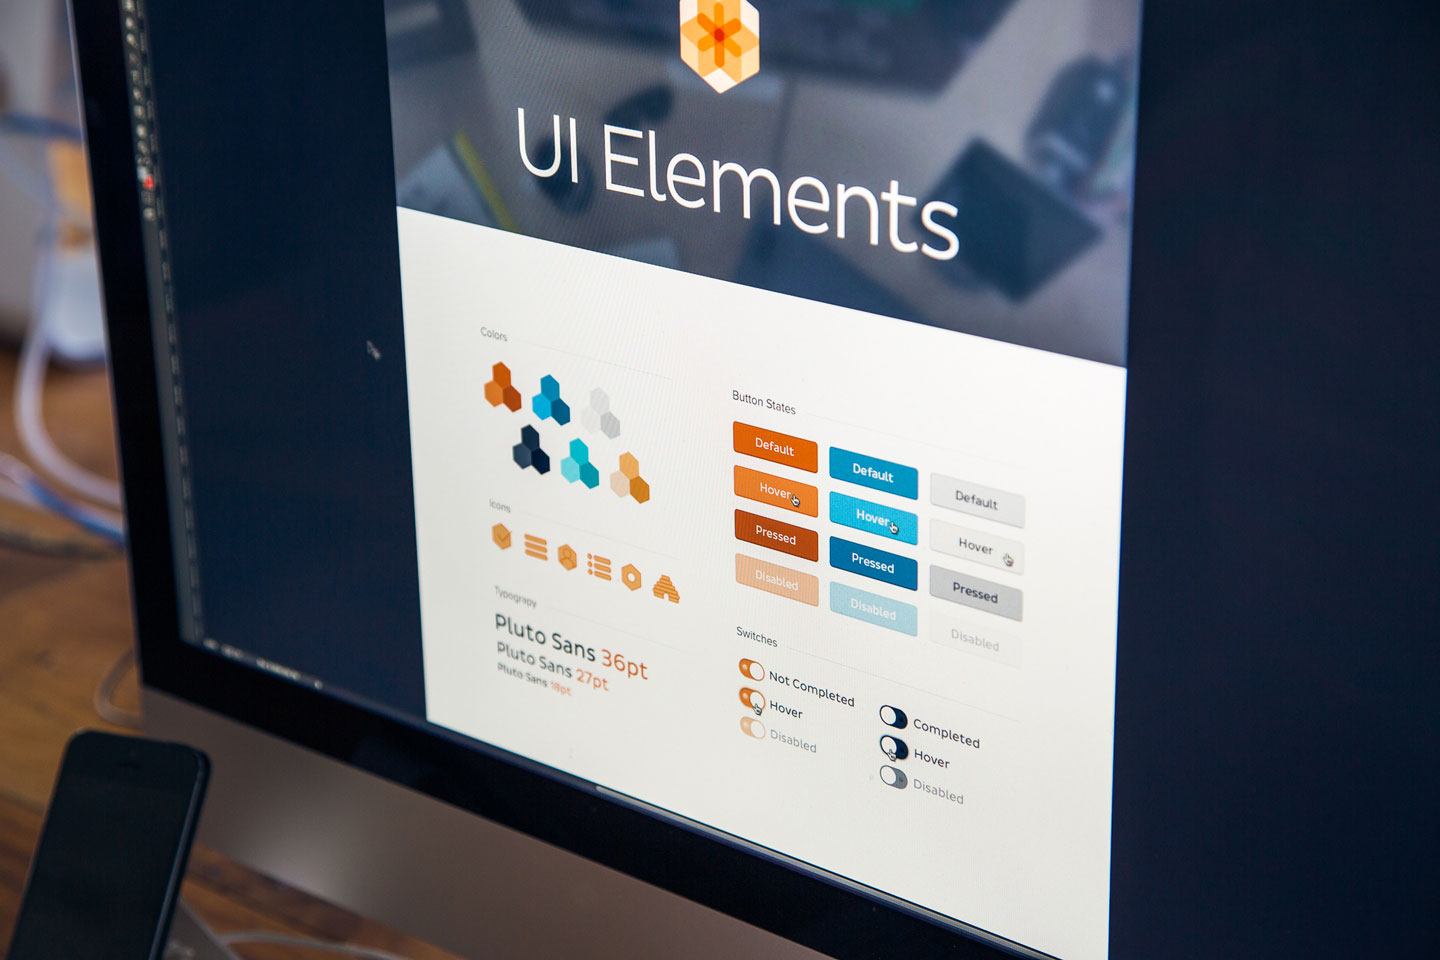 UI Elements
Colors
Icons
Typograpy
Pluto Sans 36pt
Pluto Sans 27pt
Pluto Sans 18pt
Button States
Default
Default
Default
Hover
Hover
Hover
Pressed
Pressed
Pressed
Disabled
Disabled
Disabled
Switches
Not Completed
Hover
Disabled
Completed
Hover
Disabled